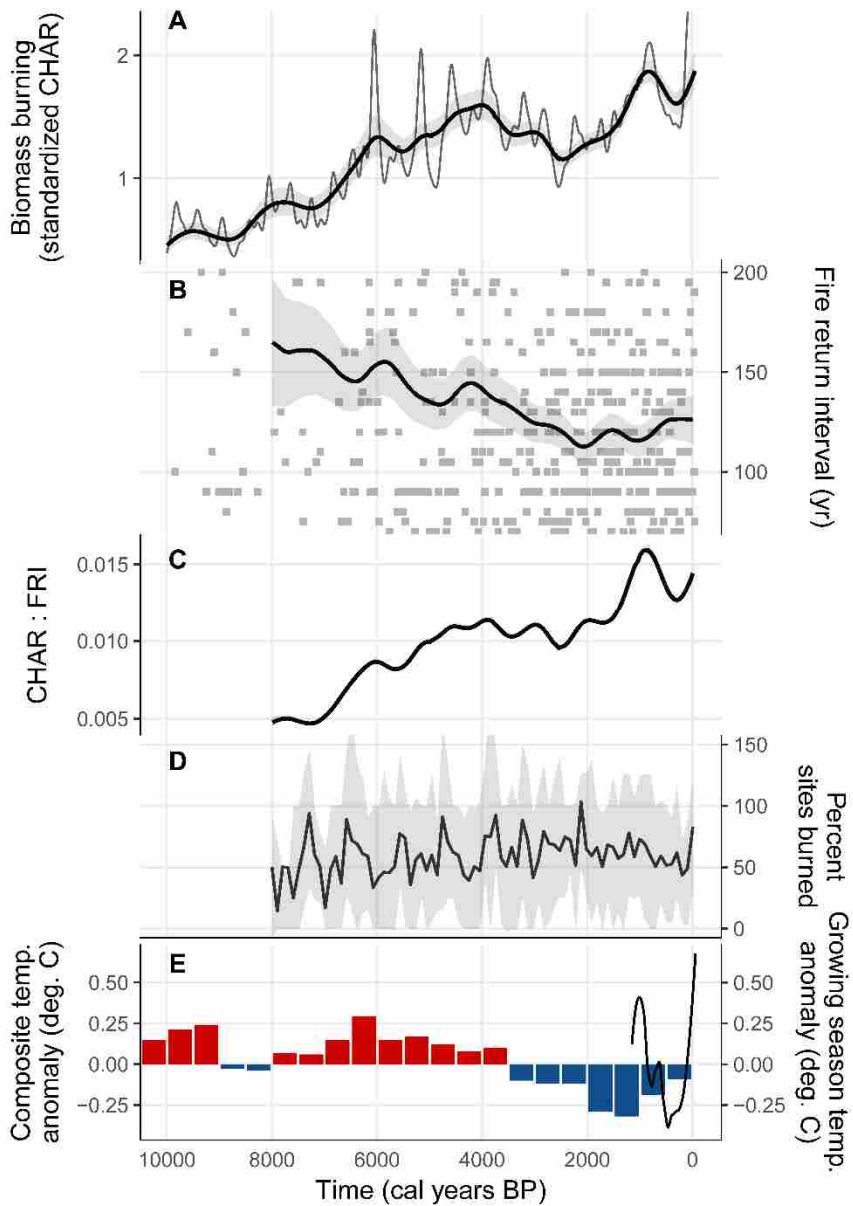 A
Biomass burning
(standardized CHAR)
2
1
B
200
150
100
Fire return interval (yr)
C
CHAR : FRI
0.015
0.010
0.005
D
150
100
50
0
Percent
sites burned
E
Composite temp.
anomaly (deg. C)
0.50
0.25
0.00
−0.25
0.50
0.25
0.00
−0.25
Growing season temp.
anomaly (deg. C)
10000 8000 6000 4000 2000 0
Time (cal years BP)